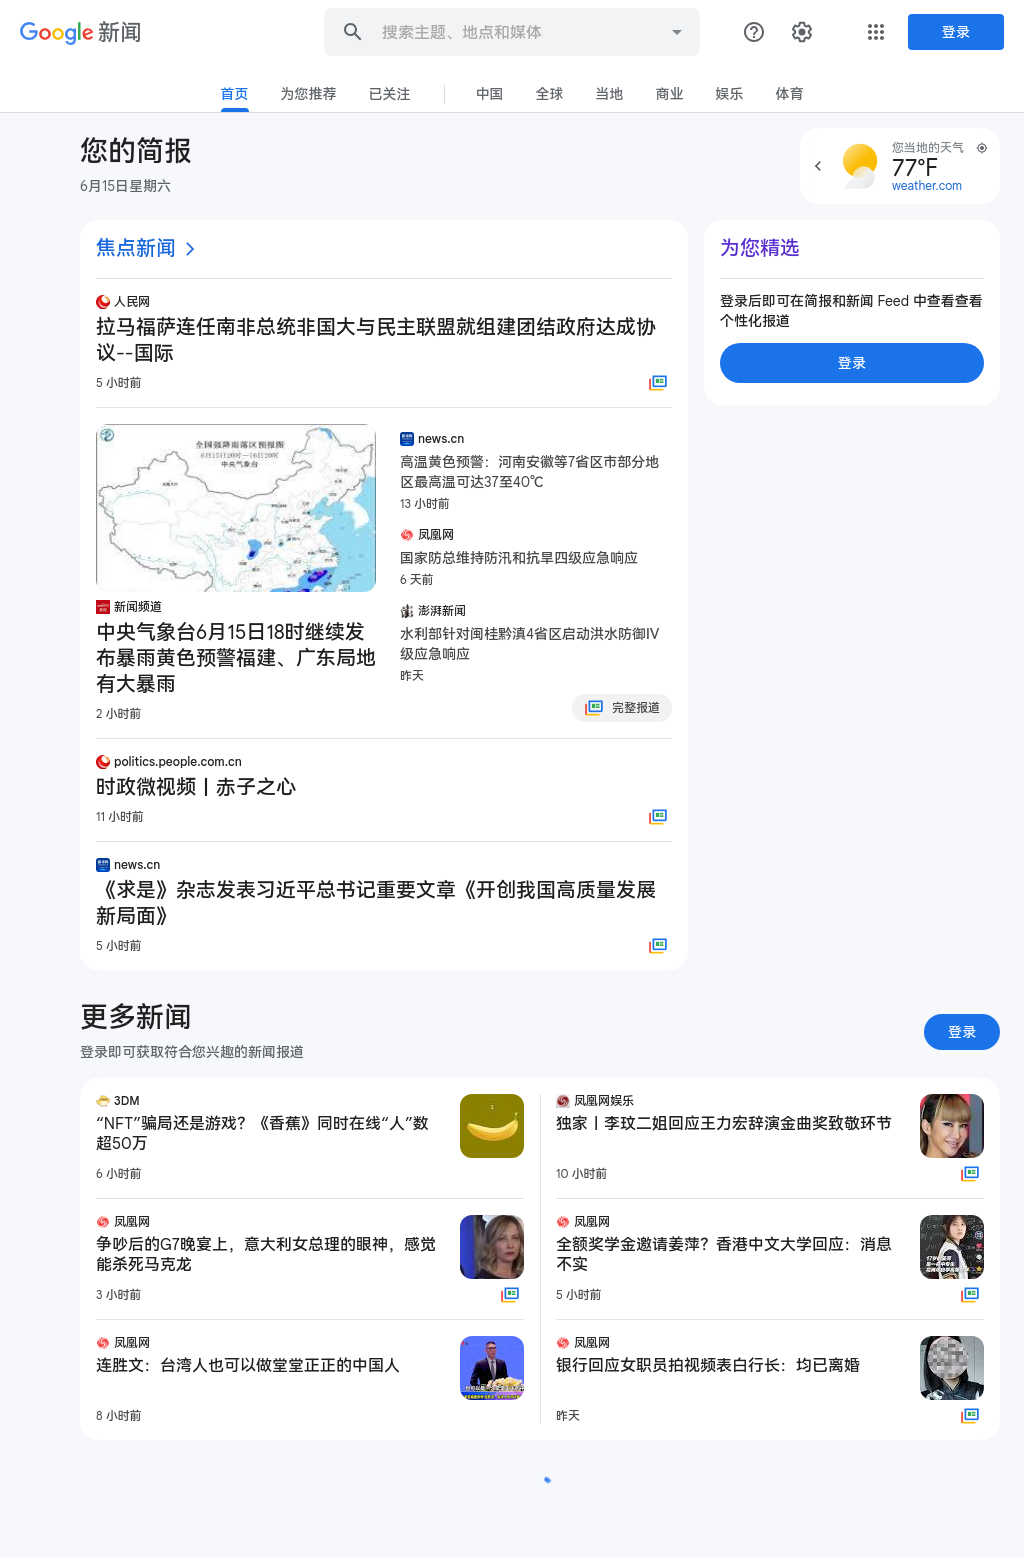 Google 新闻
搜索主题、地点和媒体
登录
首页 为您推荐 已关注 中国 全球 当地 商业 娱乐 体育
您的简报
6月15日星期六
您当地的天气
77°F
weather.com
焦点新闻
人民网
拉马福萨连任南非总统非国大与民主联盟就组建团结政府达成协
议--国际
5 小时前
全国强降雨落区预报图
6月15日20时—16日20时
中央气象台
新闻频道
中央气象台6月15日18时继续发
布暴雨黄色预警福建、广东局地
有大暴雨
2 小时前
news.cn
高温黄色预警：河南安徽等7省区市部分地
区最高温可达37至40℃
13 小时前
凤凰网
国家防总维持防汛和抗旱四级应急响应
6 天前
澎湃新闻
水利部针对闽桂黔滇4省区启动洪水防御IV
级应急响应
昨天
完整报道
politics.people.com.cn
时政微视频丨赤子之心
11 小时前
news.cn
《求是》杂志发表习近平总书记重要文章《开创我国高质量发展
新局面》
5 小时前
为您精选
登录后即可在简报和新闻 Feed 中查看查看
个性化报道
登录
更多新闻
登录即可获取符合您兴趣的新闻报道
登录
3DM
“NFT”骗局还是游戏？《香蕉》同时在线“人”数
超50万
6 小时前
凤凰网
争吵后的G7晚宴上，意大利女总理的眼神，感觉
能杀死马克龙
3 小时前
凤凰网
连胜文：台湾人也可以做堂堂正正的中国人
8 小时前
凤凰网娱乐
独家丨李玟二姐回应王力宏辞演金曲奖致敬环节
10 小时前
凤凰网
全额奖学金邀请姜萍？香港中文大学回应：消息
不实
5 小时前
凤凰网
银行回应女职员拍视频表白行长：均已离婚
昨天